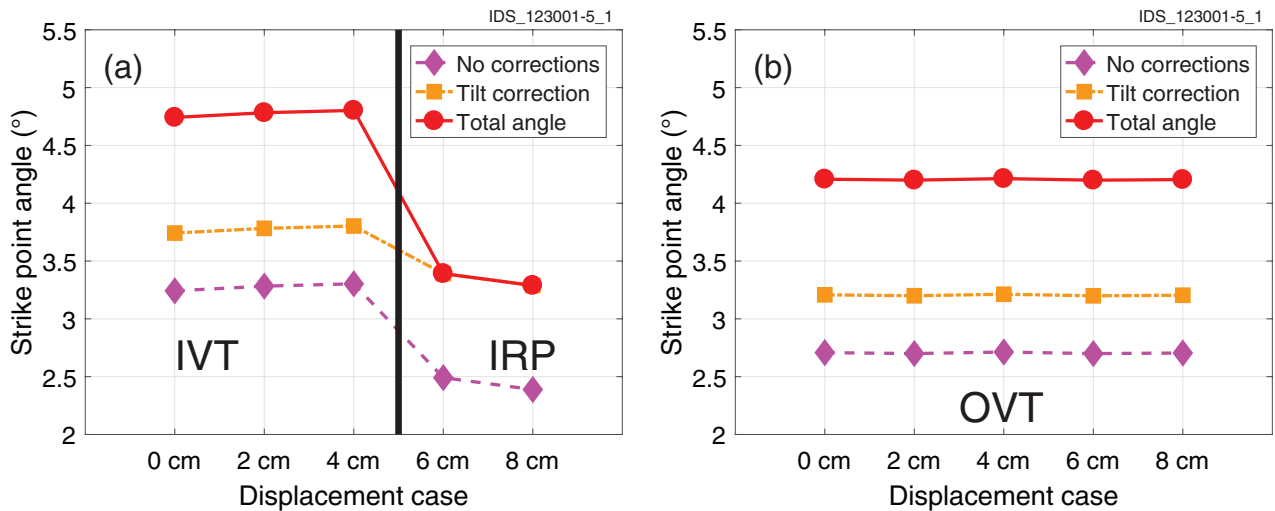 IDS_123001-5_1
(a)
No corrections
Tilt correction
Total angle
5.5
5
4.5
4
3.5
3
2.5
2
Strike point angle (°)
IVT
IRP
0 cm 2 cm 4 cm 6 cm 8 cm
Displacement case
IDS_123001-5_1
(b)
No corrections
Tilt correction
Total angle
5.5
5
4.5
4
3.5
3
2.5
2
Strike point angle (°)
OVT
0 cm 2 cm 4 cm 6 cm 8 cm
Displacement case